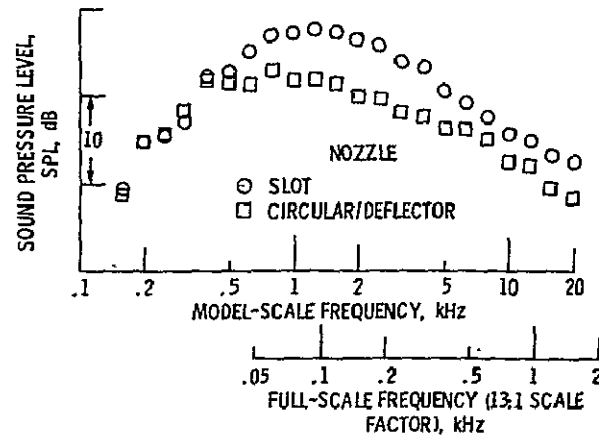 SOUND PRESSURE LEVEL,
SPL, dB
10
NOZZLE
SLOT
CIRCULAR/DEFLECTOR
.1 .2 .5 1 2 5 10 20
MODEL-SCALE FREQUENCY, kHz
.05 .1 .2 .5 1 2
FULL-SCALE FREQUENCY (13.1 SCALE
FACTOR), kHz